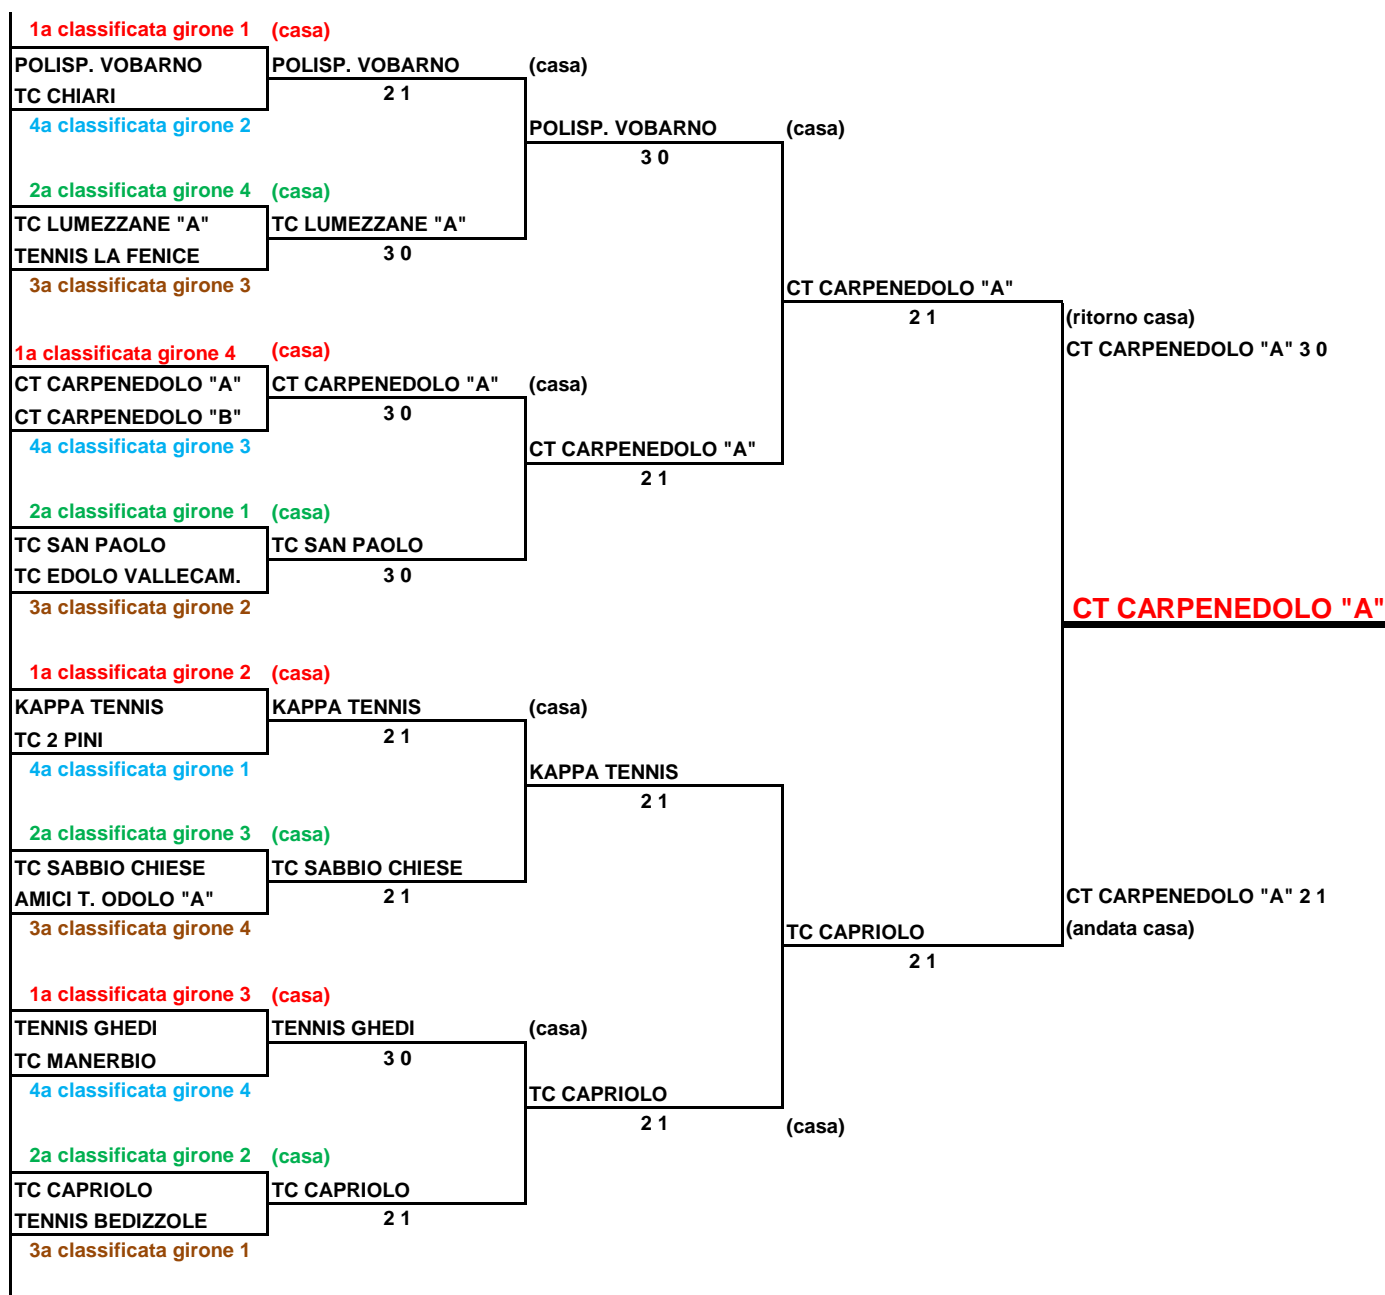 1a classificata girone 1 (casa)
POLISP. VOBARNO POLISP. VOBARNO (casa)
TC CHIARI 2 1
4a classificata girone 2 POLISP. VOBARNO (casa)
3 0
2a classificata girone 4 (casa)
TC LUMEZZANE "A" TC LUMEZZANE "A"
TENNIS LA FENICE 3 0
3a classificata girone 3 CT CARPENEDOLO "A"
2 1 (ritorno casa)
1a classificata girone 4 (casa) CT CARPENEDOLO "A" 3 0
CT CARPENEDOLO "A" CT CARPENEDOLO "A" (casa)
CT CARPENEDOLO "B" 3 0
4a classificata girone 3 CT CARPENEDOLO "A"
2 1
2a classificata girone 1 (casa)
TC SAN PAOLO TC SAN PAOLO
TC EDOLO VALLECAM. 3 0
3a classificata girone 2 CT CARPENEDOLO "A"
1a classificata girone 2 (casa)
KAPPA TENNIS KAPPA TENNIS (casa)
TC 2 PINI 2 1
4a classificata girone 1 KAPPA TENNIS
2 1
2a classificata girone 3 (casa)
TC SABBIO CHIESE TC SABBIO CHIESE
AMICI T. ODOLO "A" 2 1 CT CARPENEDOLO "A" 2 1
3a classificata girone 4 TC CAPRIOLO (andata casa)
2 1
1a classificata girone 3 (casa)
TENNIS GHEDI TENNIS GHEDI (casa)
TC MANERBIO 3 0
4a classificata girone 4 TC CAPRIOLO
2 1 (casa)
2a classificata girone 2 (casa)
TC CAPRIOLO TC CAPRIOLO
TENNIS BEDIZZOLE 2 1
3a classificata girone 1